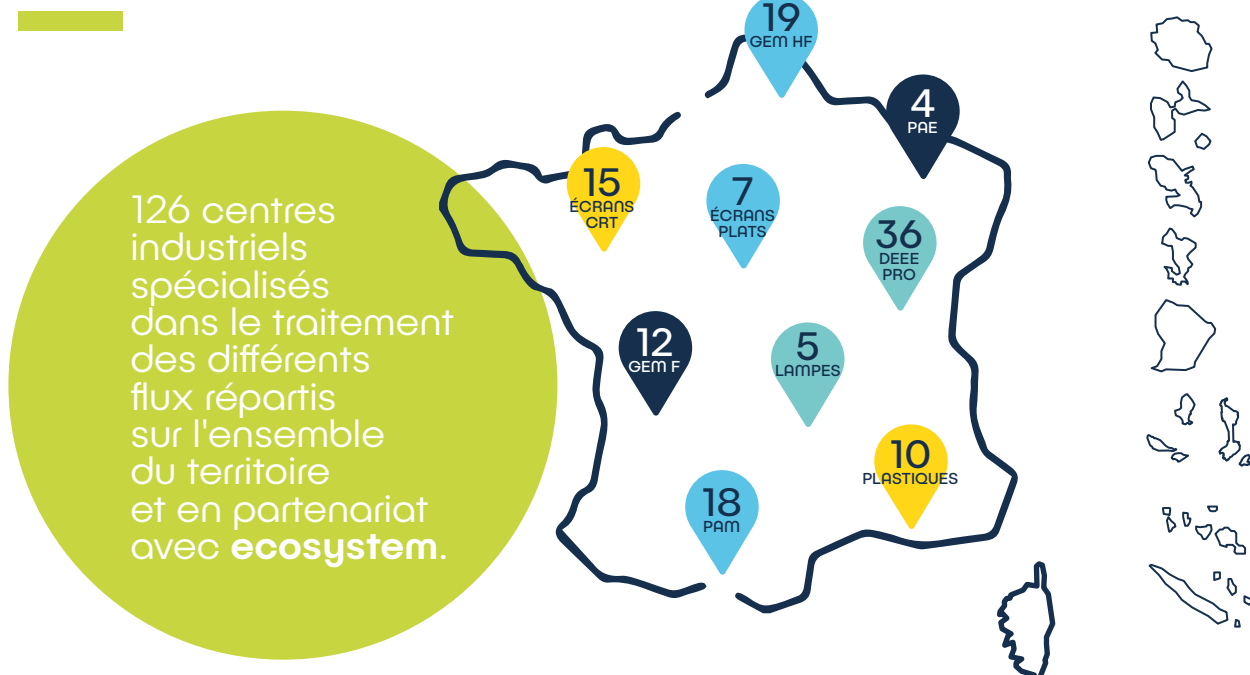 126 centres
industriels
spécialisés
dans le traitement
des différents
flux répartis
sur l'ensemble
du territoire
et en partenariat
avec ecosystem.
19
GEM HF
4
PAE
15
ÉCRANS
CRT
7
ÉCRANS
PLATS
36
DEEE
PRO
12
GEM F
5
LAMPES
10
PLASTIQUES
18
PAM